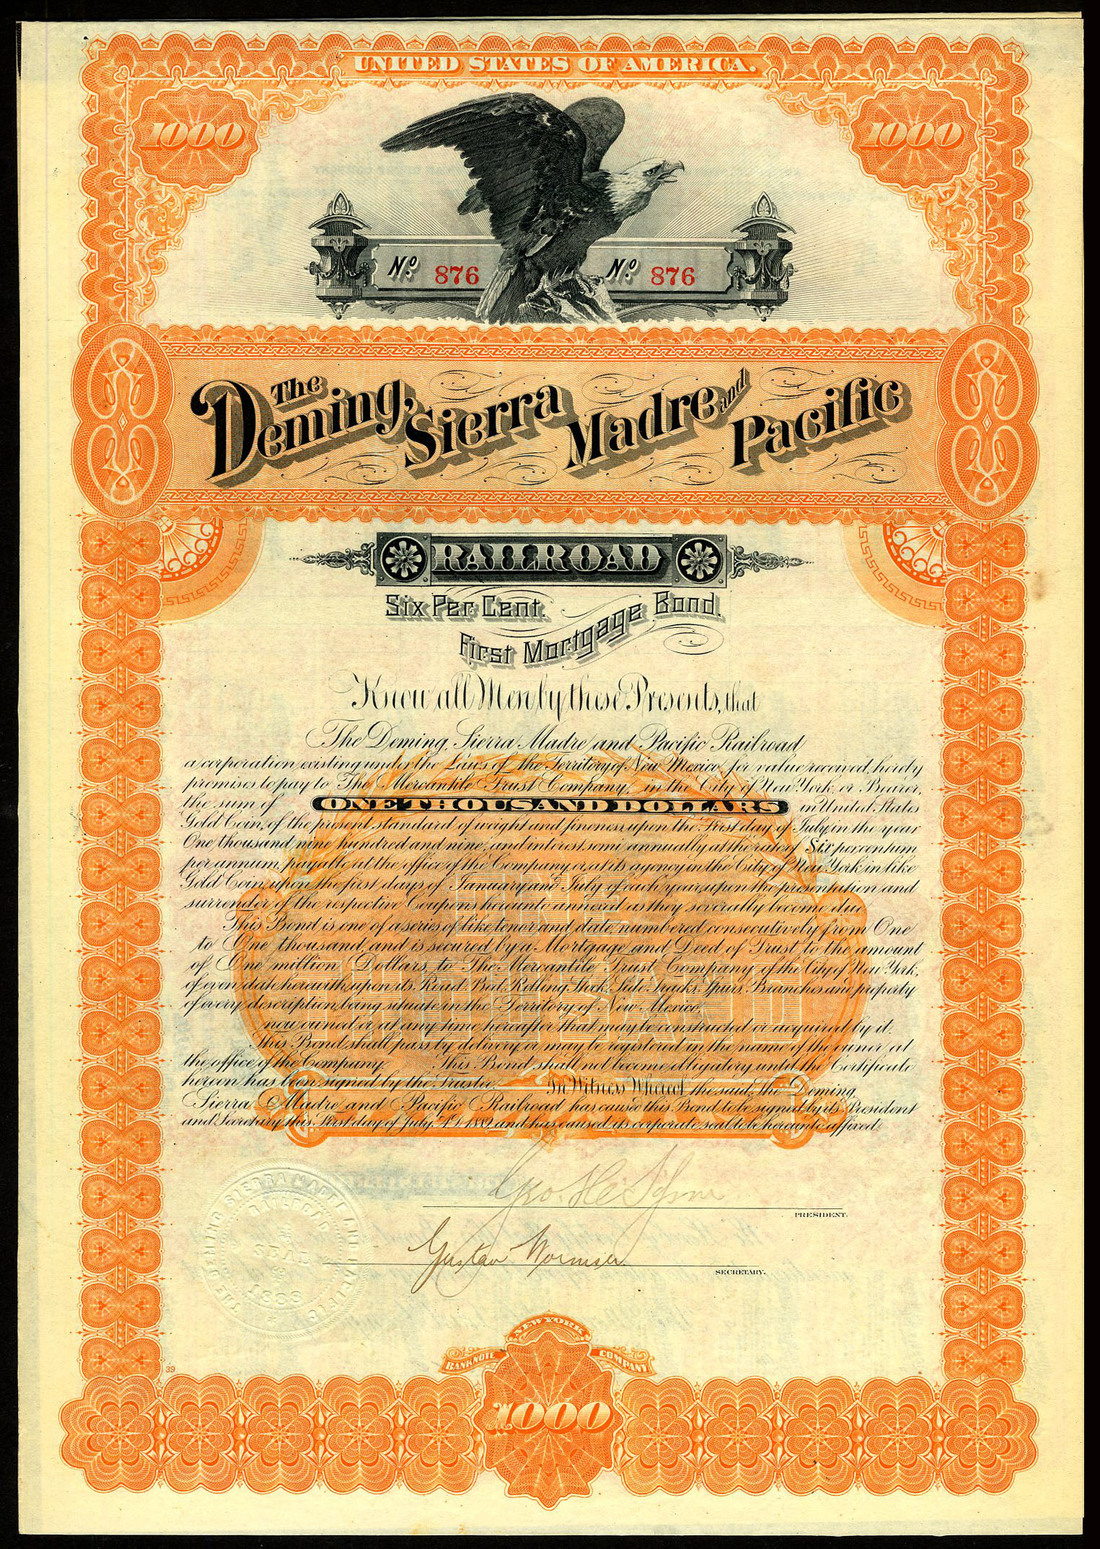 UNITED STATES OF AMERICA.
1000 1000
No. 876 No. 876
The Deming, Sierra Madre and Pacific
RAILROAD
Six Per Cent.
First Mortgage Bond.
Know all Men by these Presents, that
The Deming, Sierra Madre and Pacific Railroad
a corporation existing under the Laws of the Territory of New Mexico, for value received, hereby
promises to pay to The Mercantile Trust Company, in the City of New York, or Bearer,
the sum of ONE THOUSAND DOLLARS in United States
Gold Coin, of the present standard of weight and fineness, upon the First day of July, in the year
One thousand, nine hundred and nine, and interest semi annually at the rate of Six per centum
per annum, payable at the office of the Company or at its agency in the City of New York, in like
Gold Coin, upon the first days of January and July of each year, upon the presentation and
surrender of the respective Coupons hereunto annexed as they severally become due.
This Bond is one of a series of like tenor and date, numbered consecutively from One
to One thousand, and is secured by a Mortgage and Deed of Trust to the amount
of One million Dollars to The Mercantile Trust Company of the City of New York,
of even date herewith, upon its Road Bed, Rolling Stock, Side Tracks, Spurs, Branches and property
of every description, being situate in the Territory of New Mexico,
now owned or at any time hereafter that may be constructed or acquired by it.
This Bond shall pass by delivery or may be registered in the name of the owner at
the office of the Company. This Bond shall not become obligatory until the Certificate
hereon has been signed by the Trustee. In Witness Whereof the said, the Deming,
Sierra Madre and Pacific Railroad has caused this Bond to be signed by its President
and Secretary this First day of July, A.D. 1889 and has caused its corporate seal to be hereunto affixed.
PRESIDENT.
Gustav Wormser
SECRETARY.
THE DEMING SIERRA MADRE AND PACIFIC
RAILROAD
SEAL
NEW YORK
BANK NOTE COMPANY
39
1000
ONE
THOUSAND